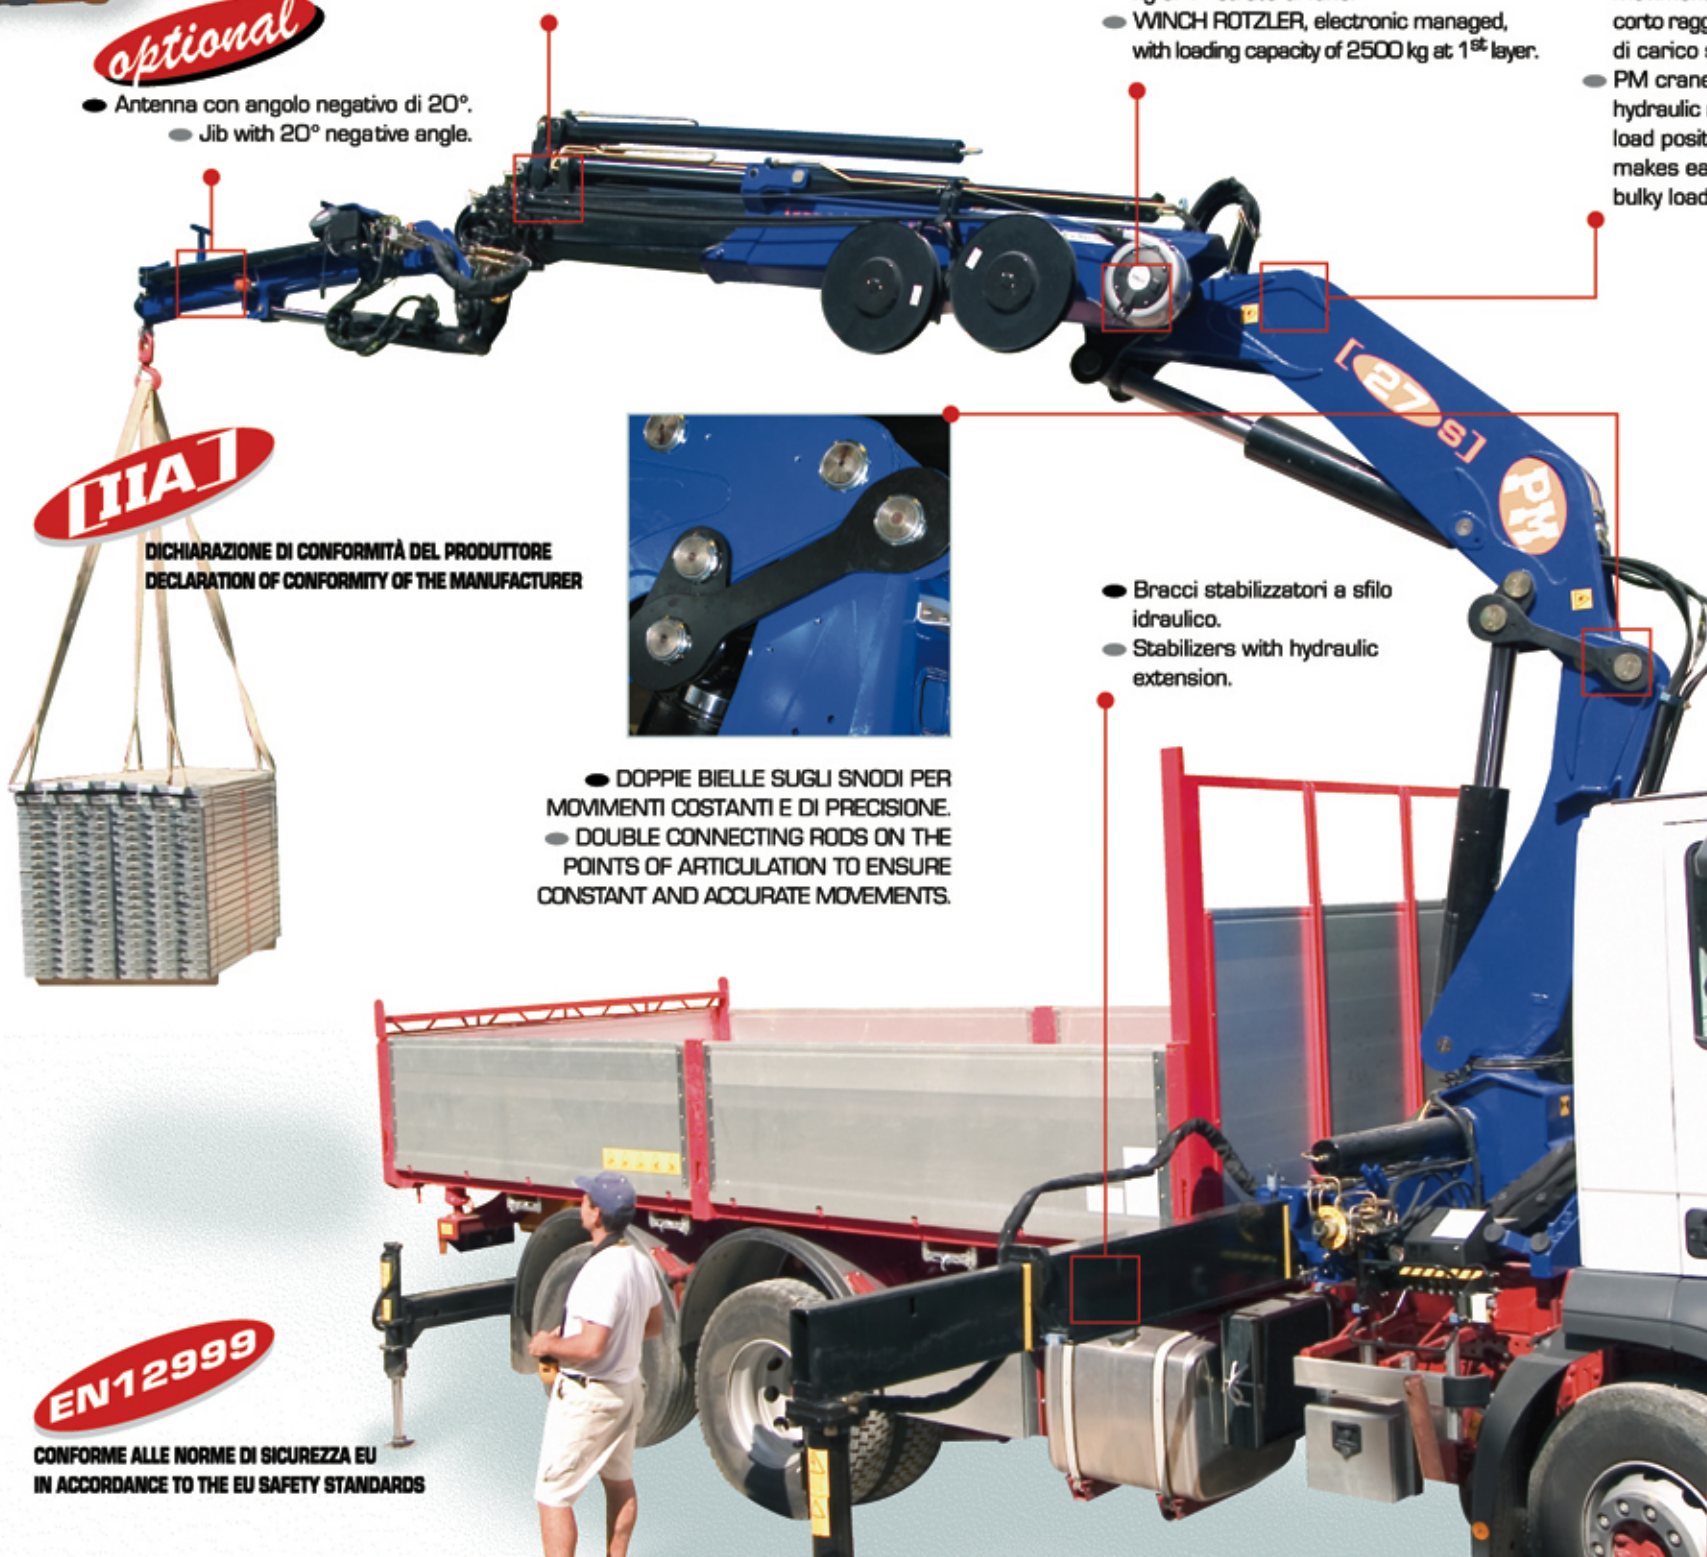 optional
Antenna con angolo negativo di 20°.
Jib with 20° negative angle.
WINCH ROTZLER, electronic managed,
with loading capacity of 2500 kg at 1st layer.
corto ragg
di carico
PM crane
hydraulic
load posit
makes ea
bulky load
[27 s]
PM
[IIA]
DICHIARAZIONE DI CONFORMITÀ DEL PRODUTTORE
DECLARATION OF CONFORMITY OF THE MANUFACTURER
Bracci stabilizzatori a sfilo
idraulico.
Stabilizers with hydraulic
extension.
DOPPIE BIELLE SUGLI SNODI PER
MOVIMENTI COSTANTI E DI PRECISIONE.
DOUBLE CONNECTING RODS ON THE
POINTS OF ARTICULATION TO ENSURE
CONSTANT AND ACCURATE MOVEMENTS.
EN12999
CONFORME ALLE NORME DI SICUREZZA EU
IN ACCORDANCE TO THE EU SAFETY STANDARDS